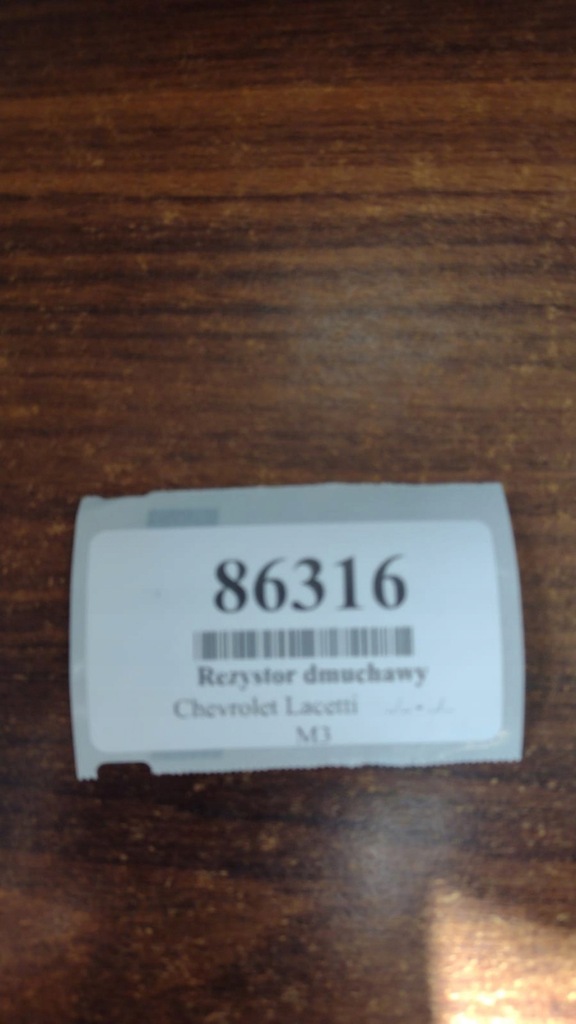 86316
Rezystor dmuchawy
Chevrolet Lacetti
M3